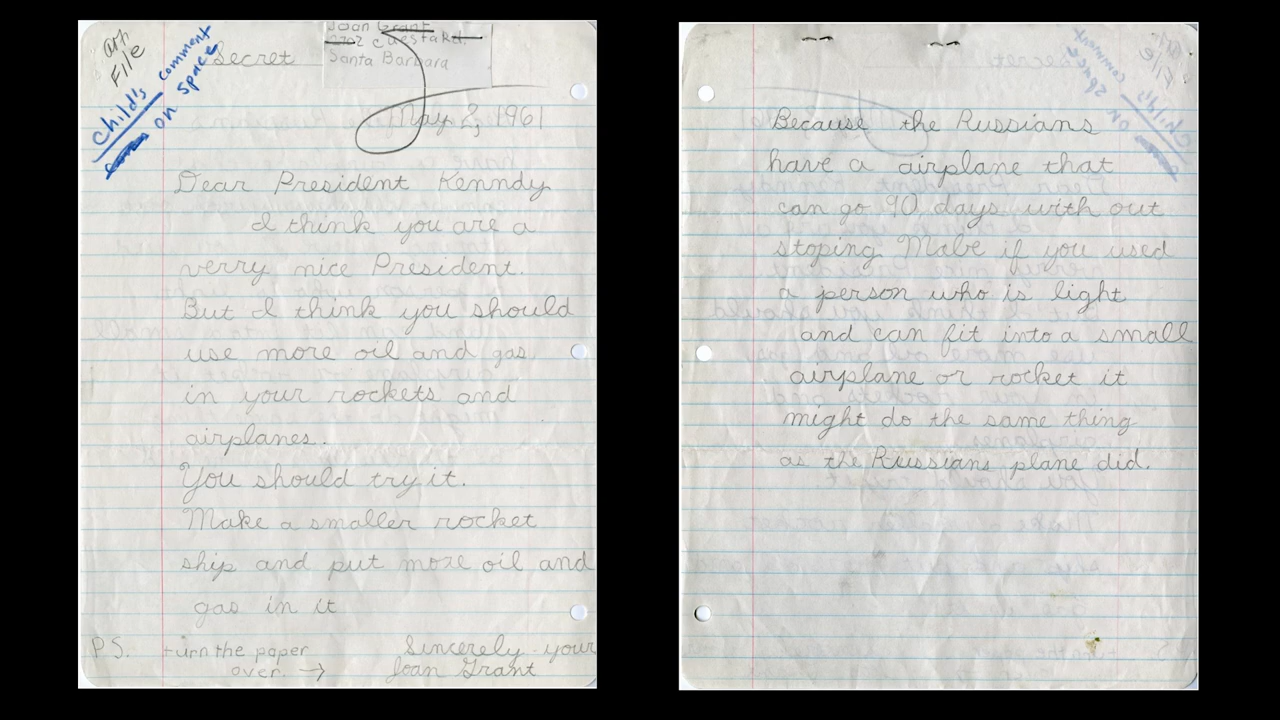 art
File
Child's comment
on space
Secret
Joan Grant
2702 Cuesta Rd.
Santa Barbara
May 2, 1961
Dear President Kenndy
I think you are a
verry nice President.
But I think you should
use more oil and gas
in your rockets and
airplanes.
You should try it.
Make a smaller rocket
ship and put more oil and
gas in it
Sincerely your
Joan Grant
P.S. turn the paper
over. →
Because the Russians
have a airplane that
can go 90 days with out
stoping Mabe if you used
a person who is light
and can fit into a small
airplane or rocket it
might do the same thing
as the Russians plane did.